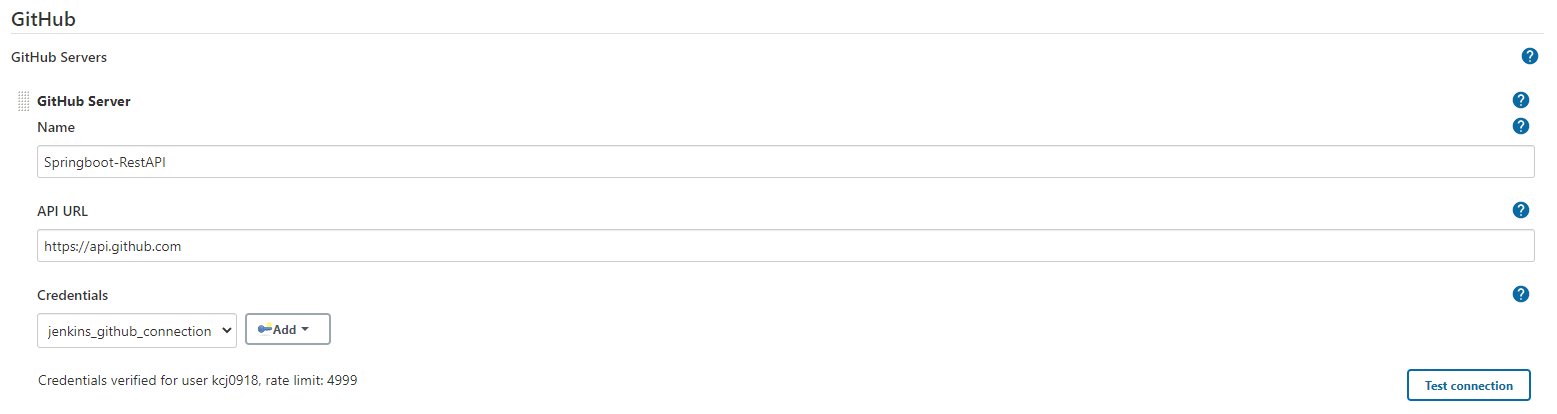 GitHub
GitHub Servers
?
GitHub Server
?
Name
?
Springboot-RestAPI
API URL
?
https://api.github.com
Credentials
?
jenkins_github_connection
Add
Credentials verified for user kcj0918, rate limit: 4999
Test connection